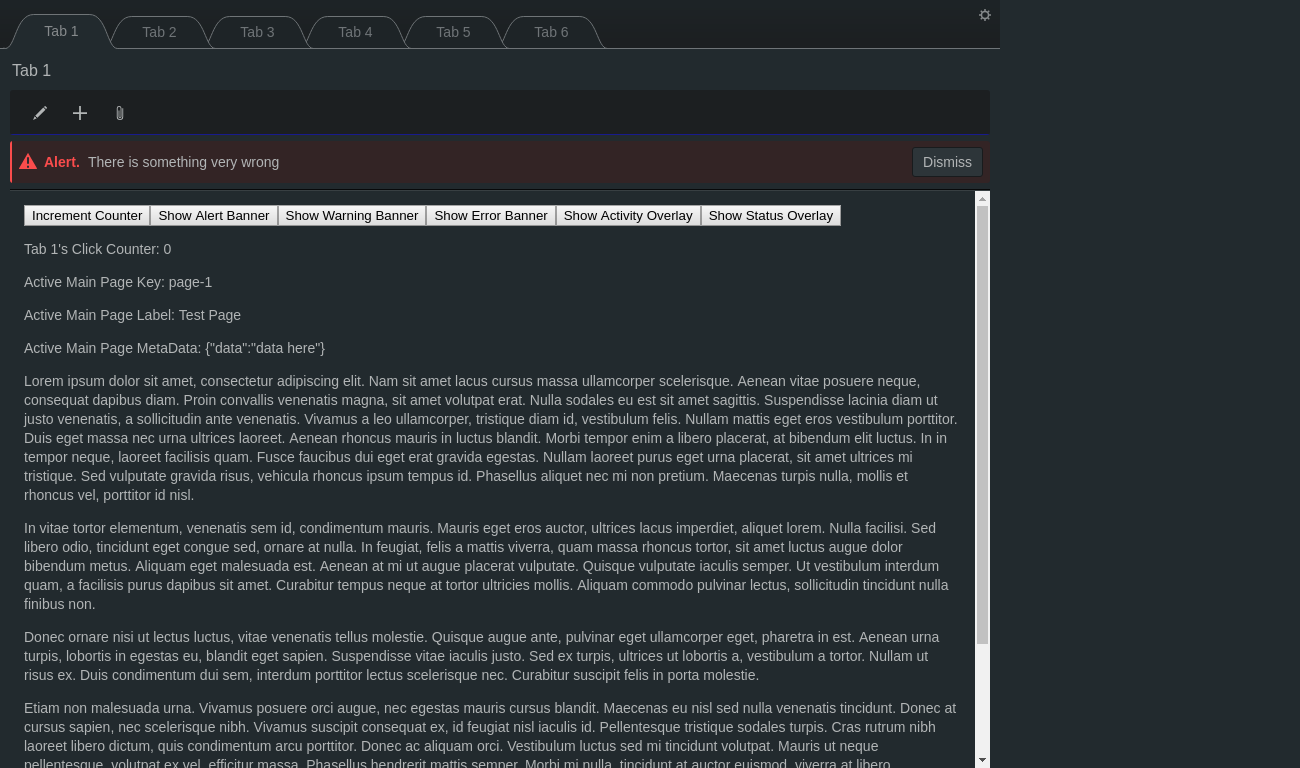 Tab 1 Tab 2 Tab 3 Tab 4 Tab 5 Tab 6
Tab 1
Alert. There is something very wrong Dismiss
Increment Counter Show Alert Banner Show Warning Banner Show Error Banner Show Activity Overlay Show Status Overlay
Tab 1's Click Counter: 0
Active Main Page Key: page-1
Active Main Page Label: Test Page
Active Main Page MetaData: {"data":"data here"}
Lorem ipsum dolor sit amet, consectetur adipiscing elit. Nam sit amet lacus cursus massa ullamcorper scelerisque. Aenean vitae posuere neque,
consequat dapibus diam. Proin convallis venenatis magna, sit amet volutpat erat. Nulla sodales eu est sit amet sagittis. Suspendisse lacinia diam ut
justo venenatis, a sollicitudin ante venenatis. Vivamus a leo ullamcorper, tristique diam id, vestibulum felis. Nullam mattis eget eros vestibulum porttitor.
Duis eget massa nec urna ultrices laoreet. Aenean rhoncus mauris in luctus blandit. Morbi tempor enim a libero placerat, at bibendum elit luctus. In in
tempor neque, laoreet facilisis quam. Fusce faucibus dui eget erat gravida egestas. Nullam laoreet purus eget urna placerat, sit amet ultrices mi
tristique. Sed vulputate gravida risus, vehicula rhoncus ipsum tempus id. Phasellus aliquet nec mi non pretium. Maecenas turpis nulla, mollis et
rhoncus vel, porttitor id nisl.
In vitae tortor elementum, venenatis sem id, condimentum mauris. Mauris eget eros auctor, ultrices lacus imperdiet, aliquet lorem. Nulla facilisi. Sed
libero odio, tincidunt eget congue sed, ornare at nulla. In feugiat, felis a mattis viverra, quam massa rhoncus tortor, sit amet luctus augue dolor
bibendum metus. Aliquam eget malesuada est. Aenean at mi ut augue placerat vulputate. Quisque vulputate iaculis semper. Ut vestibulum interdum
quam, a facilisis purus dapibus sit amet. Curabitur tempus neque at tortor ultricies mollis. Aliquam commodo pulvinar lectus, sollicitudin tincidunt nulla
finibus non.
Donec ornare nisi ut lectus luctus, vitae venenatis tellus molestie. Quisque augue ante, pulvinar eget ullamcorper eget, pharetra in est. Aenean urna
turpis, lobortis in egestas eu, blandit eget sapien. Suspendisse vitae iaculis justo. Sed ex turpis, ultrices ut lobortis a, vestibulum a tortor. Nullam ut
risus ex. Duis condimentum dui sem, interdum porttitor lectus scelerisque nec. Curabitur suscipit felis in porta molestie.
Etiam non malesuada urna. Vivamus posuere orci augue, nec egestas mauris cursus blandit. Maecenas eu nisl sed nulla venenatis tincidunt. Donec at
cursus sapien, nec scelerisque nibh. Vivamus suscipit consequat ex, id feugiat nisl iaculis id. Pellentesque tristique sodales turpis. Cras rutrum nibh
laoreet libero dictum, quis condimentum arcu porttitor. Donec ac aliquam orci. Vestibulum luctus sed mi tincidunt volutpat. Mauris ut neque
pellentesque, volutpat ex vel, efficitur massa. Phasellus hendrerit mattis semper. Morbi mi nulla, tincidunt at auctor euismod, viverra at libero.